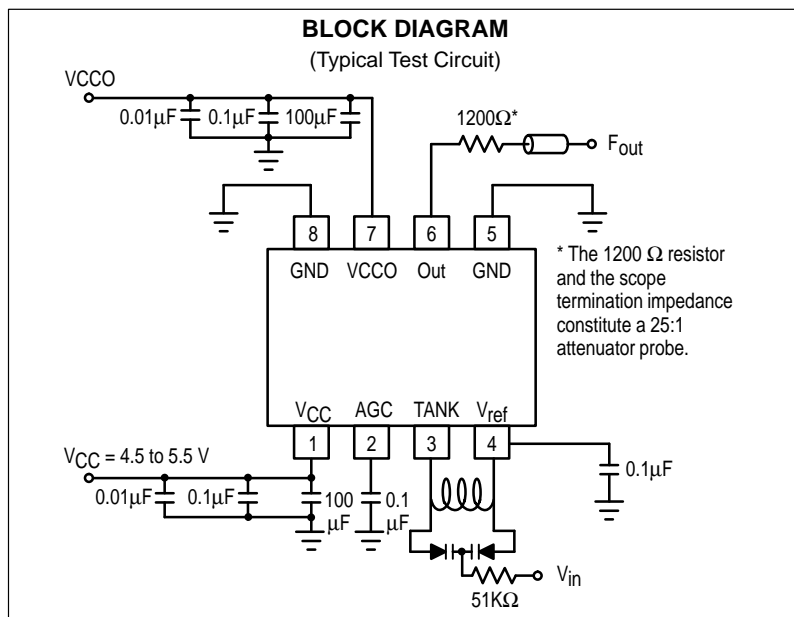 BLOCK DIAGRAM
(Typical Test Circuit)
VCCO
0.01μF
0.1μF
100μF
1200Ω*
Fout
8
7
6
5
GND
VCCO
Out
GND
* The 1200 Ω resistor
and the scope
termination impedance
constitute a 25:1
attenuator probe.
VCC
AGC
TANK
Vref
1
2
3
4
VCC = 4.5 to 5.5 V
0.01μF
0.1μF
100
μF
0.1
μF
0.1μF
Vin
51KΩ